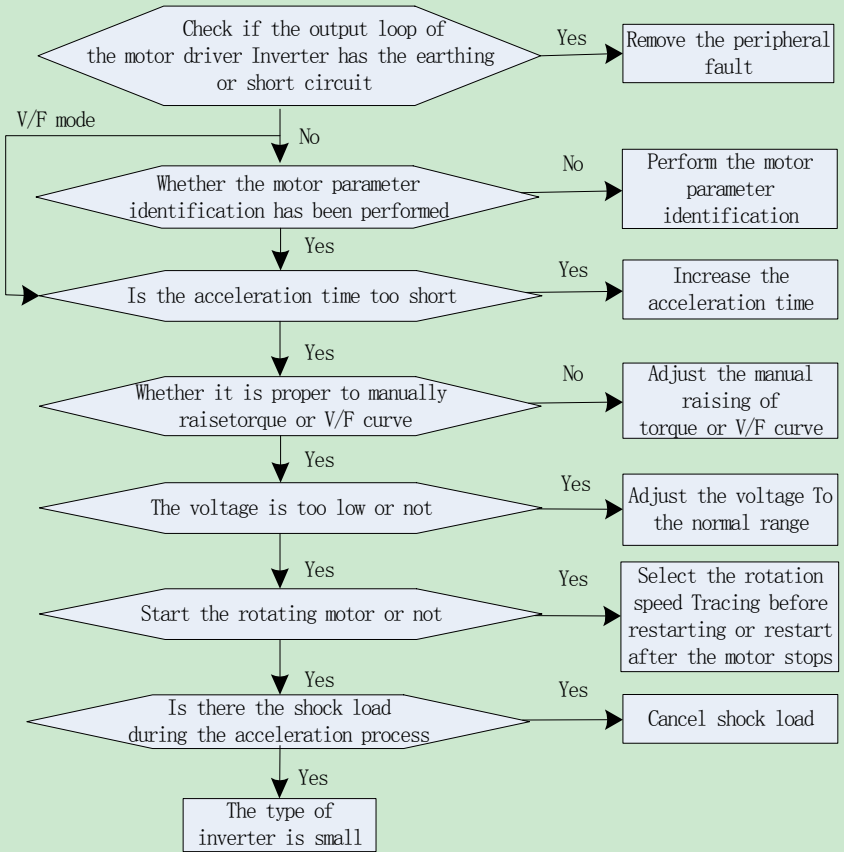 Check if the output loop of
the motor driver Inverter has the earthing
or short circuit
Yes
Remove the peripheral
fault
V/F mode
No
Whether the motor parameter
identification has been performed
No
Perform the motor
parameter
identification
Yes
Is the acceleration time too short
Yes
Increase the
acceleration time
Yes
Whether it is proper to manually
raisetorque or V/F curve
No
Adjust the manual
raising of
torque or V/F curve
Yes
The voltage is too low or not
Yes
Adjust the voltage To
the normal range
Yes
Start the rotating motor or not
Yes
Select the rotation
speed Tracing before
restarting or restart
after the motor stops
Yes
Is there the shock load
during the acceleration process
Yes
Cancel shock load
Yes
The type of
inverter is small